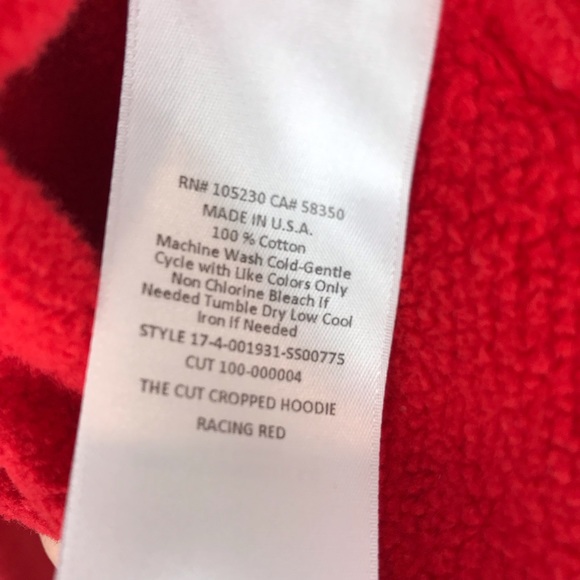 RN# 105230 CA# 58350
MADE IN U.S.A.
100 % Cotton
Machine Wash Cold-Gentle
Cycle with Like Colors Only
Non Chlorine Bleach If
Needed Tumble Dry Low Cool
Iron If Needed
STYLE 17-4-001931-SS00775
CUT 100-000004
THE CUT CROPPED HOODIE
RACING RED